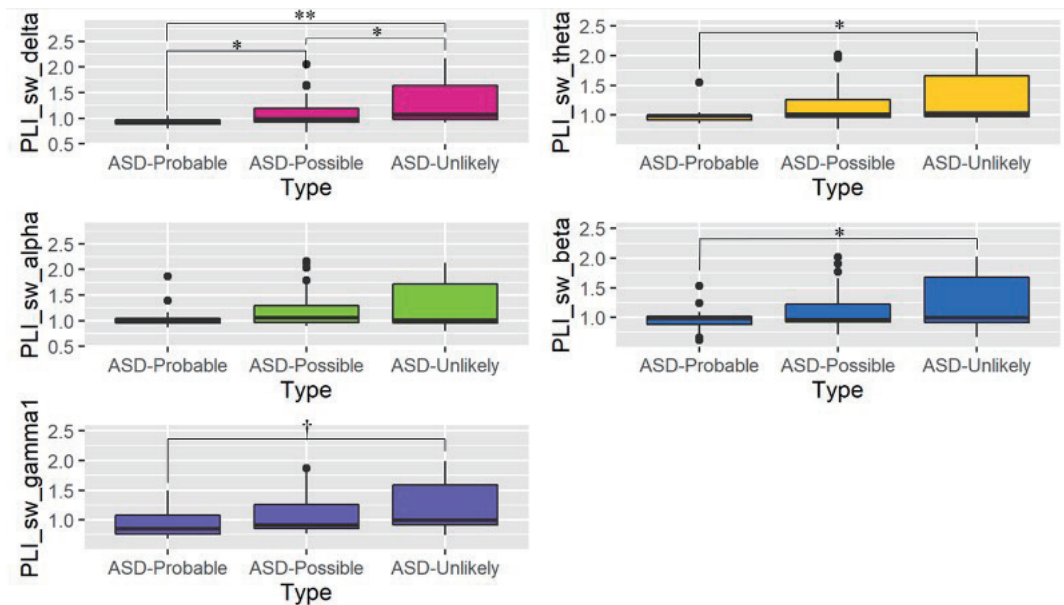 PLI_sw_delta
2.5
2.0
1.5
1.0
0.5
**
*
*
ASD-Probable ASD-Possible ASD-Unlikely
Type
PLI_sw_theta
2.5
2.0
1.5
1.0
*
ASD-Probable ASD-Possible ASD-Unlikely
Type
PLI_sw_alpha
2.5
2.0
1.5
1.0
0.5
ASD-Probable ASD-Possible ASD-Unlikely
Type
PLI_sw_beta
2.5
2.0
1.5
1.0
*
ASD-Probable ASD-Possible ASD-Unlikely
Type
PLI_sw_gamma1
2.5
2.0
1.5
1.0
†
ASD-Probable ASD-Possible ASD-Unlikely
Type